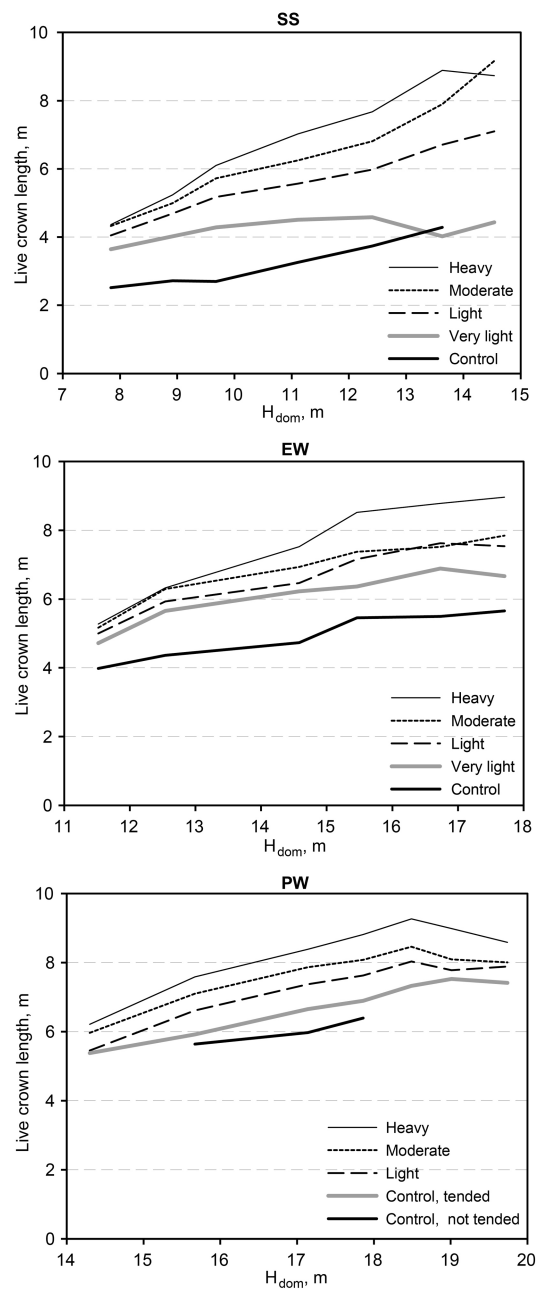 SS
10
8
6
4
2
0
Live crown length, m
Heavy
Moderate
Light
Very light
Control
7 8 9 10 11 12 13 14 15
Hdom, m
EW
10
8
6
4
2
0
Live crown length, m
Heavy
Moderate
Light
Very light
Control
11 12 13 14 15 16 17 18
Hdom, m
PW
10
8
6
4
2
0
Live crown length, m
Heavy
Moderate
Light
Control, tended
Control, not tended
14 15 16 17 18 19 20
Hdom, m